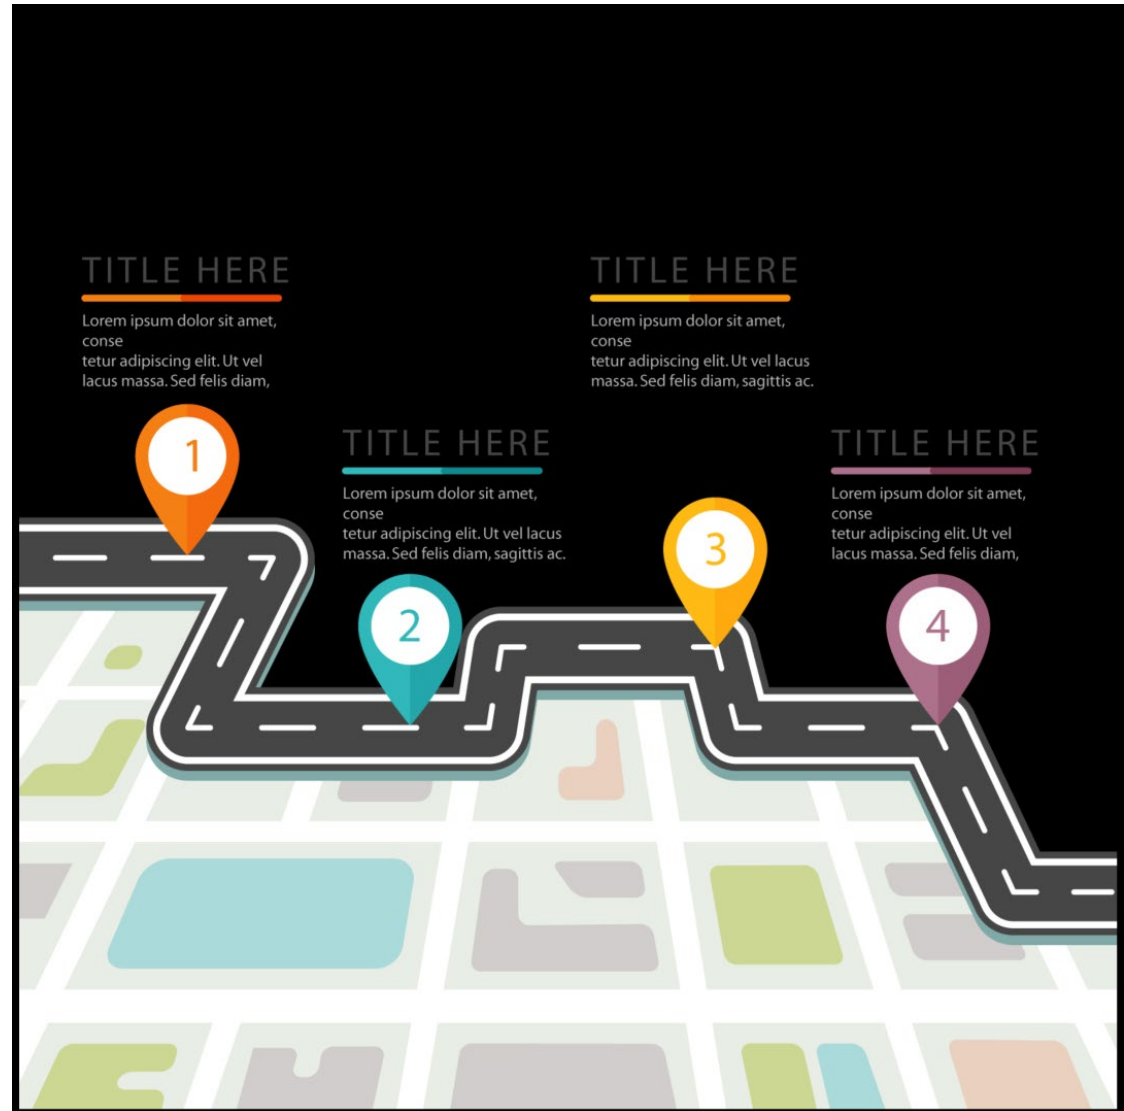 TITLE HERE
Lorem ipsum dolor sit amet,
conse
tetur adipiscing elit. Ut vel
lacus massa. Sed felis diam,
1
TITLE HERE
Lorem ipsum dolor sit amet,
conse
tetur adipiscing elit. Ut vel lacus
massa. Sed felis diam, sagittis ac.
2
TITLE HERE
Lorem ipsum dolor sit amet,
conse
tetur adipiscing elit. Ut vel lacus
massa. Sed felis diam, sagittis ac.
3
TITLE HERE
Lorem ipsum dolor sit amet,
conse
tetur adipiscing elit. Ut vel
lacus massa. Sed felis diam,
4